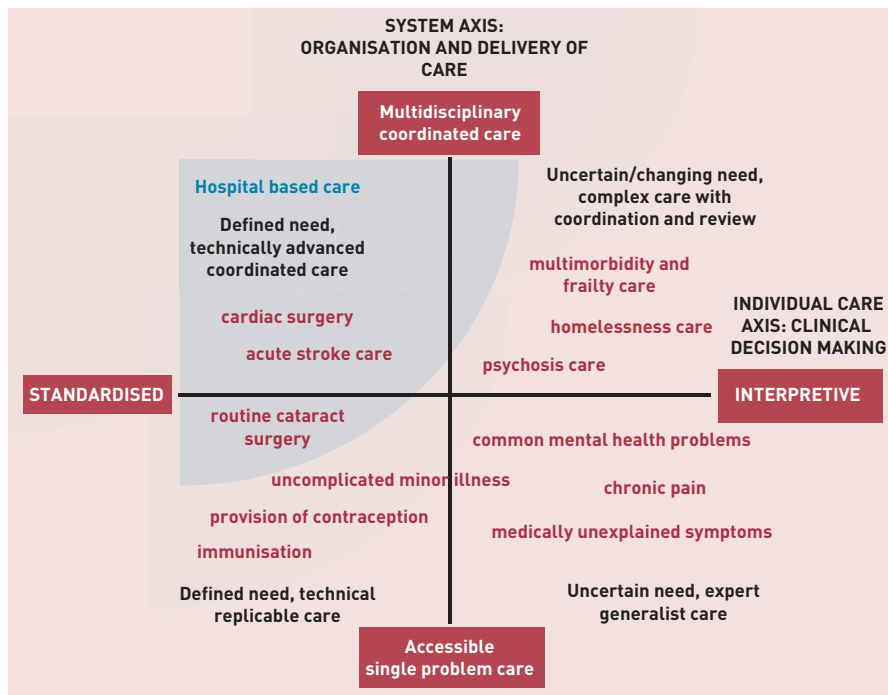 SYSTEM AXIS:
ORGANISATION AND DELIVERY OF
CARE
Multidisciplinary
coordinated care
Hospital based care
Defined need,
technically advanced
coordinated care
cardiac surgery
acute stroke care
Uncertain/changing need,
complex care with
coordination and review
multimorbidity and
frailty care
homelessness care
psychosis care
INDIVIDUAL CARE
AXIS: CLINICAL
DECISION MAKING
STANDARDISED
INTERPRETIVE
routine cataract
surgery
uncomplicated minor illness
provision of contraception
immunisation
Defined need, technical
replicable care
common mental health problems
chronic pain
medically unexplained symptoms
Uncertain need, expert
generalist care
Accessible
single problem care